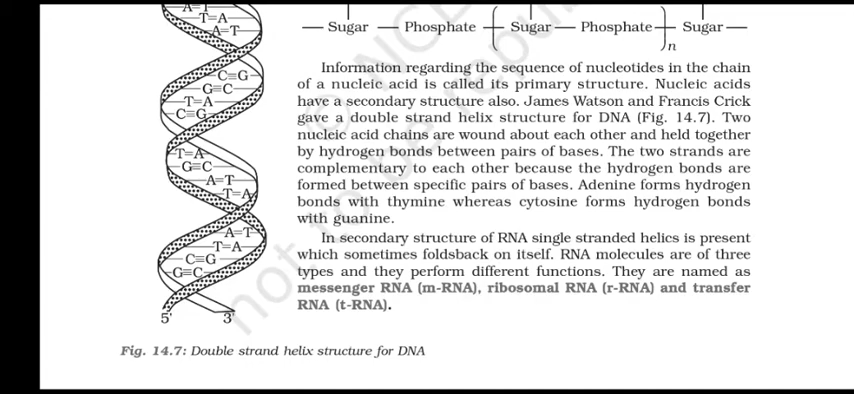 A=T
T=A
A=T
C≡G
G≡C
T=A
C≡G
T=A
G≡C
A=T
T=A
A=T
T=A
C≡G
G≡C
5' 3'
Fig. 14.7: Double strand helix structure for DNA
— Sugar — Phosphate ( Sugar — Phosphate )n Sugar —
Information regarding the sequence of nucleotides in the chain
of a nucleic acid is called its primary structure. Nucleic acids
have a secondary structure also. James Watson and Francis Crick
gave a double strand helix structure for DNA (Fig. 14.7). Two
nucleic acid chains are wound about each other and held together
by hydrogen bonds between pairs of bases. The two strands are
complementary to each other because the hydrogen bonds are
formed between specific pairs of bases. Adenine forms hydrogen
bonds with thymine whereas cytosine forms hydrogen bonds
with guanine.
In secondary structure of RNA single stranded helics is present
which sometimes foldsback on itself. RNA molecules are of three
types and they perform different functions. They are named as
messenger RNA (m-RNA), ribosomal RNA (r-RNA) and transfer
RNA (t-RNA).